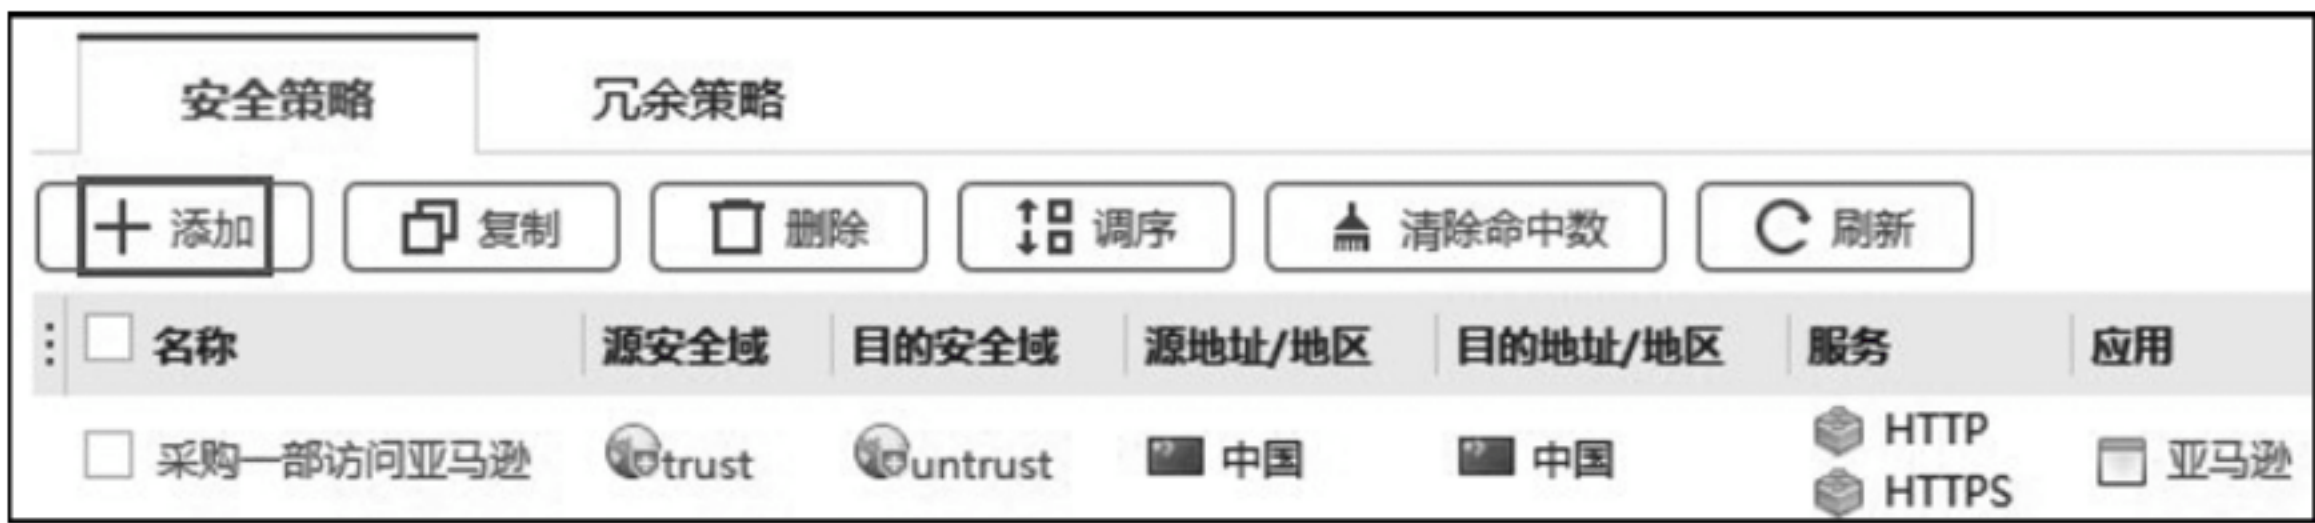 安全策略 冗余策略
添加 复制 删除 调序 清除命中数 刷新
名称 源安全域 目的安全域 源地址/地区 目的地址/地区 服务 应用
采购一部访问亚马逊 trust untrust 中国 中国 HTTP 亚马逊
HTTPS